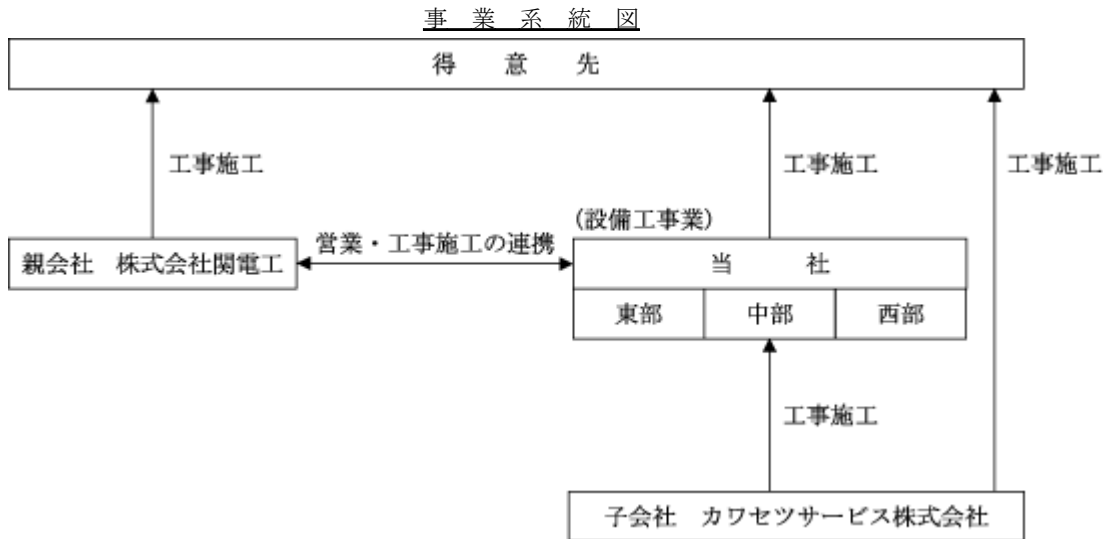 事業系統図
得意先
工事施工
工事施工
工事施工
(設備工事業)
営業・工事施工の連携
親会社 株式会社関電工
当社
東部
中部
西部
工事施工
子会社 カワセツサービス株式会社